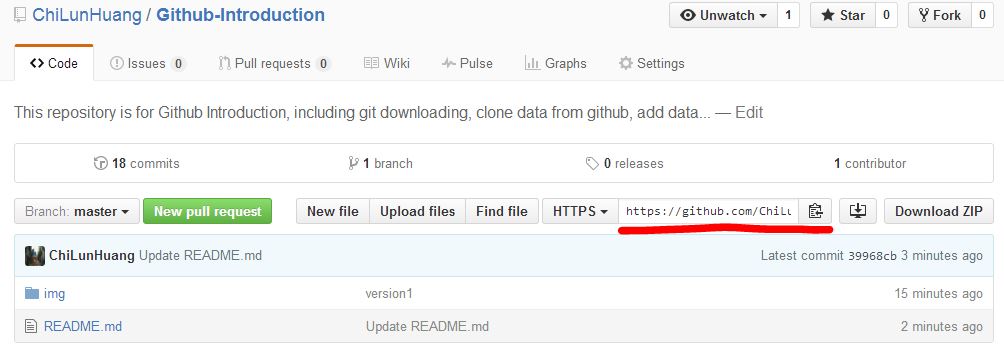 ChiLunHuang / Github-Introduction Unwatch 1 Star 0 Fork 0
Code Issues 0 Pull requests 0 Wiki Pulse Graphs Settings
This repository is for Github Introduction, including git downloading, clone data from github, add data... — Edit
18 commits 1 branch 0 releases 1 contributor
Branch: master New pull request New file Upload files Find file HTTPS https://github.com/ChiLu Download ZIP
ChiLunHuang Update README.md Latest commit 39968cb 3 minutes ago
img version1 15 minutes ago
README.md Update README.md 2 minutes ago